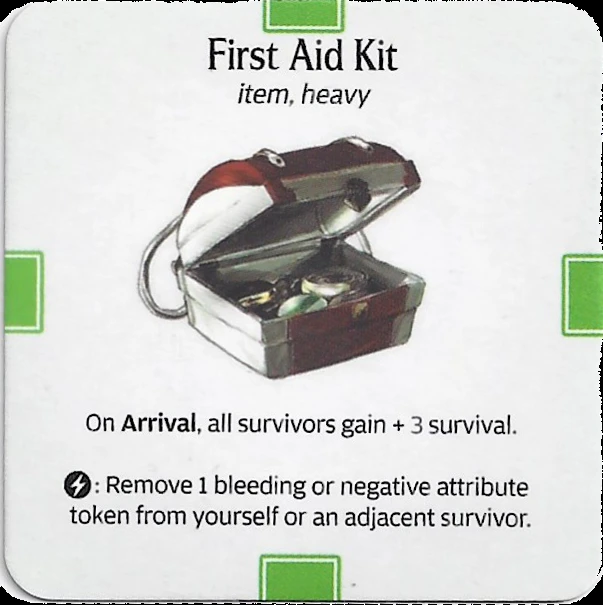 First Aid Kit
item, heavy
On Arrival, all survivors gain + 3 survival.
: Remove 1 bleeding or negative attribute
token from yourself or an adjacent survivor.